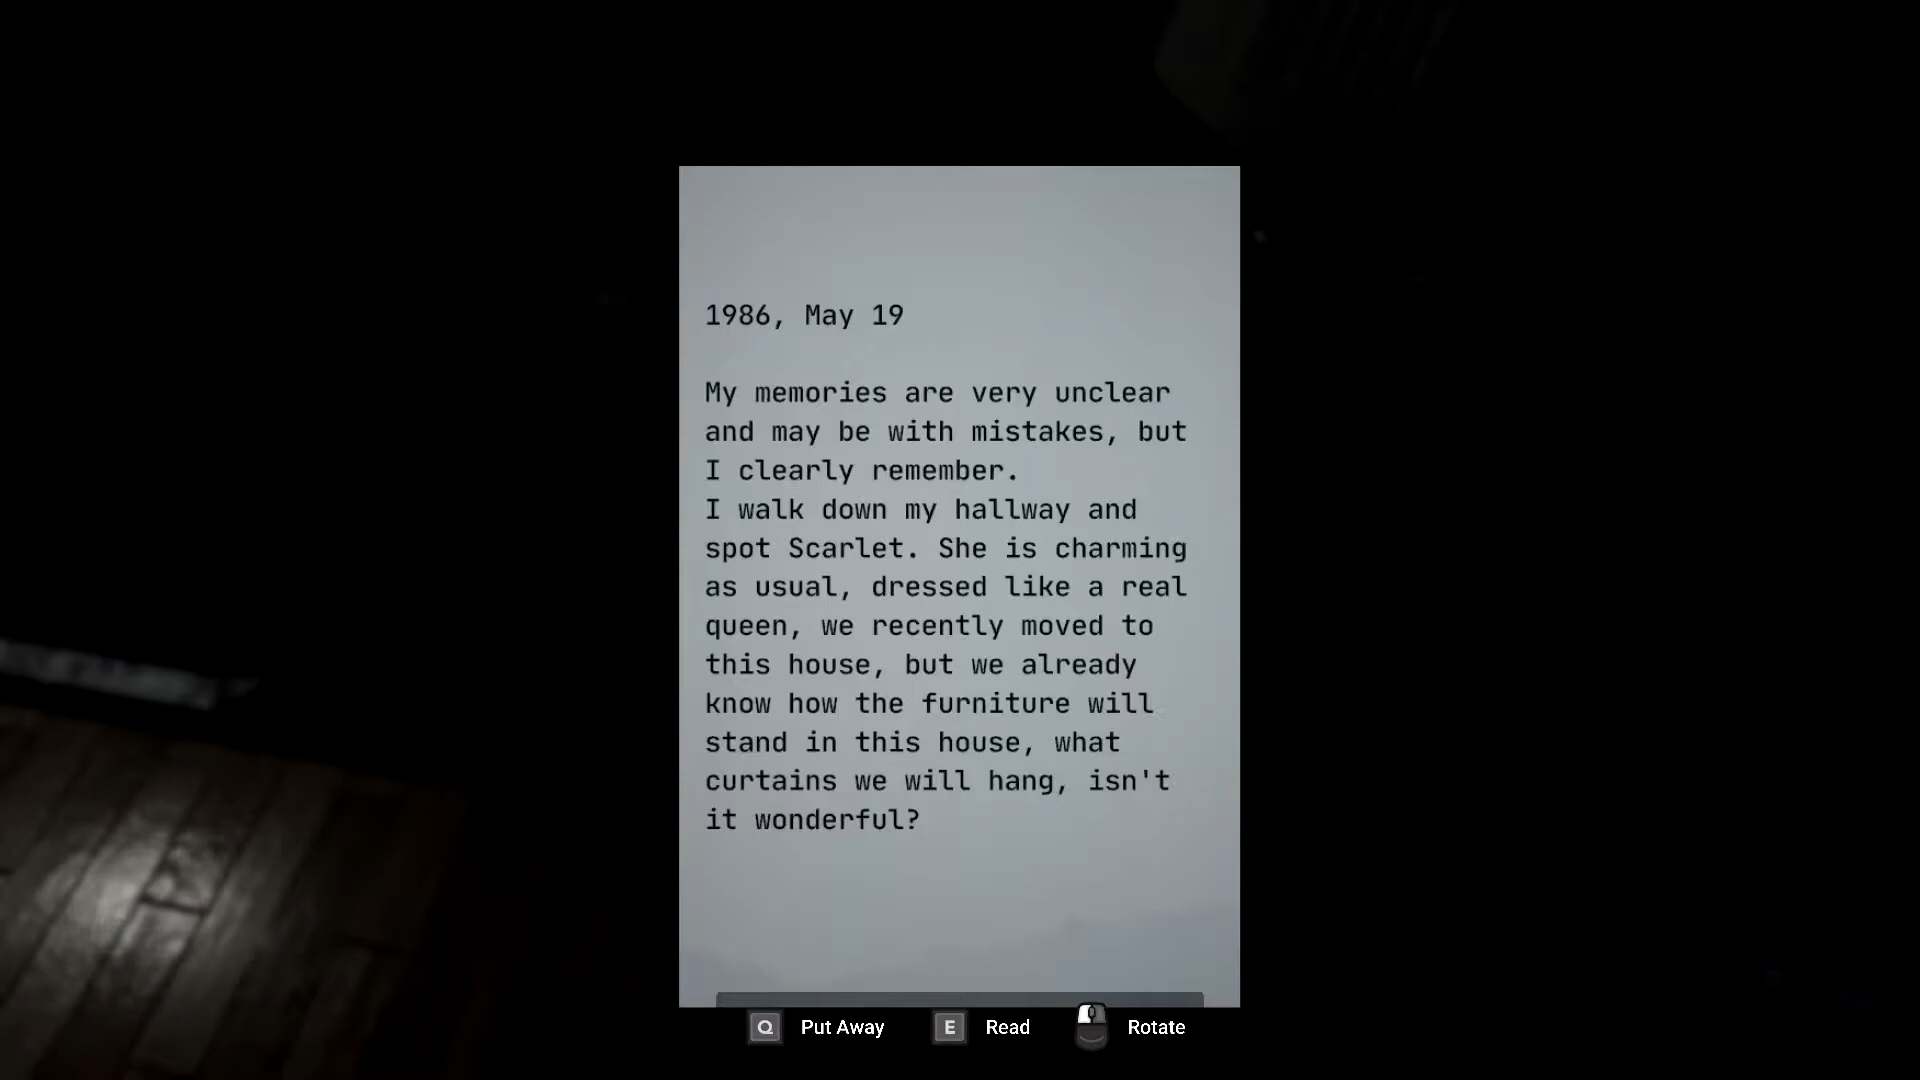 1986, May 19
My memories are very unclear
and may be with mistakes, but
I clearly remember.
I walk down my hallway and
spot Scarlet. She is charming
as usual, dressed like a real
queen, we recently moved to
this house, but we already
know how the furniture will
stand in this house, what
curtains we will hang, isn't
it wonderful?
Q Put Away E Read Rotate